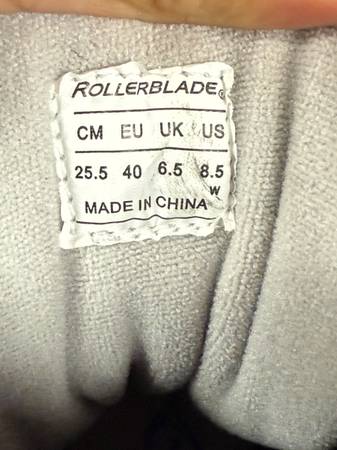 ROLLERBLADE®
CM EU UK US
25.5 40 6.5 8.5
W
MADE IN CHINA